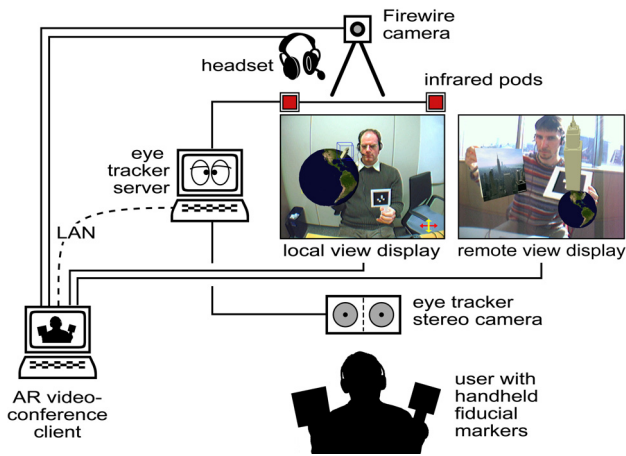 Firewire
camera
headset
infrared pods
eye
tracker
server
LAN
local view display
remote view display
eye tracker
stereo camera
AR video-
conference
client
user with
handheld
fiducial
markers